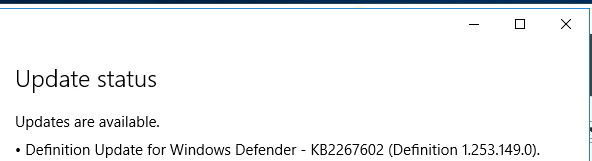 Update status
Updates are available.
• Definition Update for Windows Defender - KB2267602 (Definition 1.253.149.0).